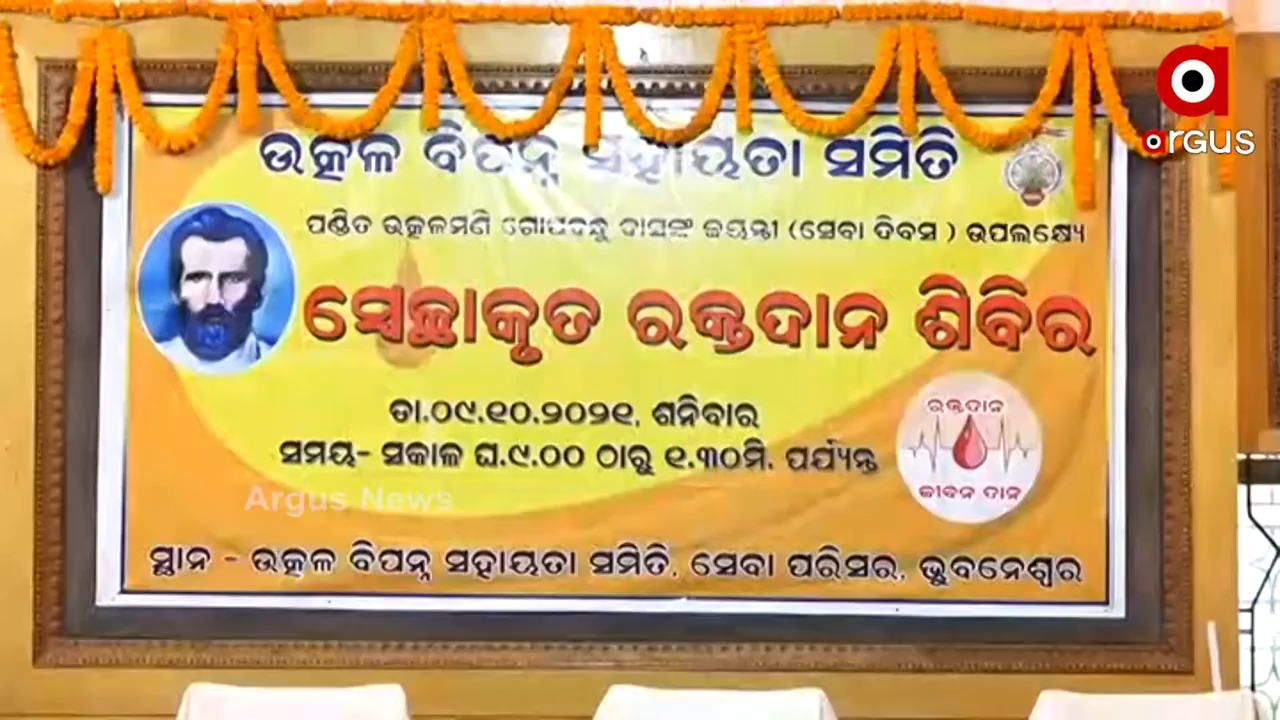 ଉତ୍କଳ ବିପନ୍ନ ସହାୟତା ସମିତି
ପଣ୍ଡିତ ଉତ୍କଳମଣି ଗୋପବନ୍ଧୁ ଦାସଙ୍କ ଜୟନ୍ତୀ (ସେବା ଦିବସ ) ଉପଲକ୍ଷ୍ୟେ
ସ୍ୱେଚ୍ଛାକୃତ ରକ୍ତଦାନ ଶିବିର
ତା.୦୯.୧୦.୨୦୨୧, ଶନିବାର
ସମୟ- ସକାଳ ଘ.୯.୦୦ ଠାରୁ ୧.୩୦ମି. ପର୍ଯ୍ୟନ୍ତ
ରକ୍ତଦାନ
ଜୀବନ ଦାନ
ସ୍ଥାନ - ଉତ୍କଳ ବିପନ୍ନ ସହାୟତା ସମିତି, ସେବା ପରିସର, ଭୁବନେଶ୍ୱର
Argus News
argus